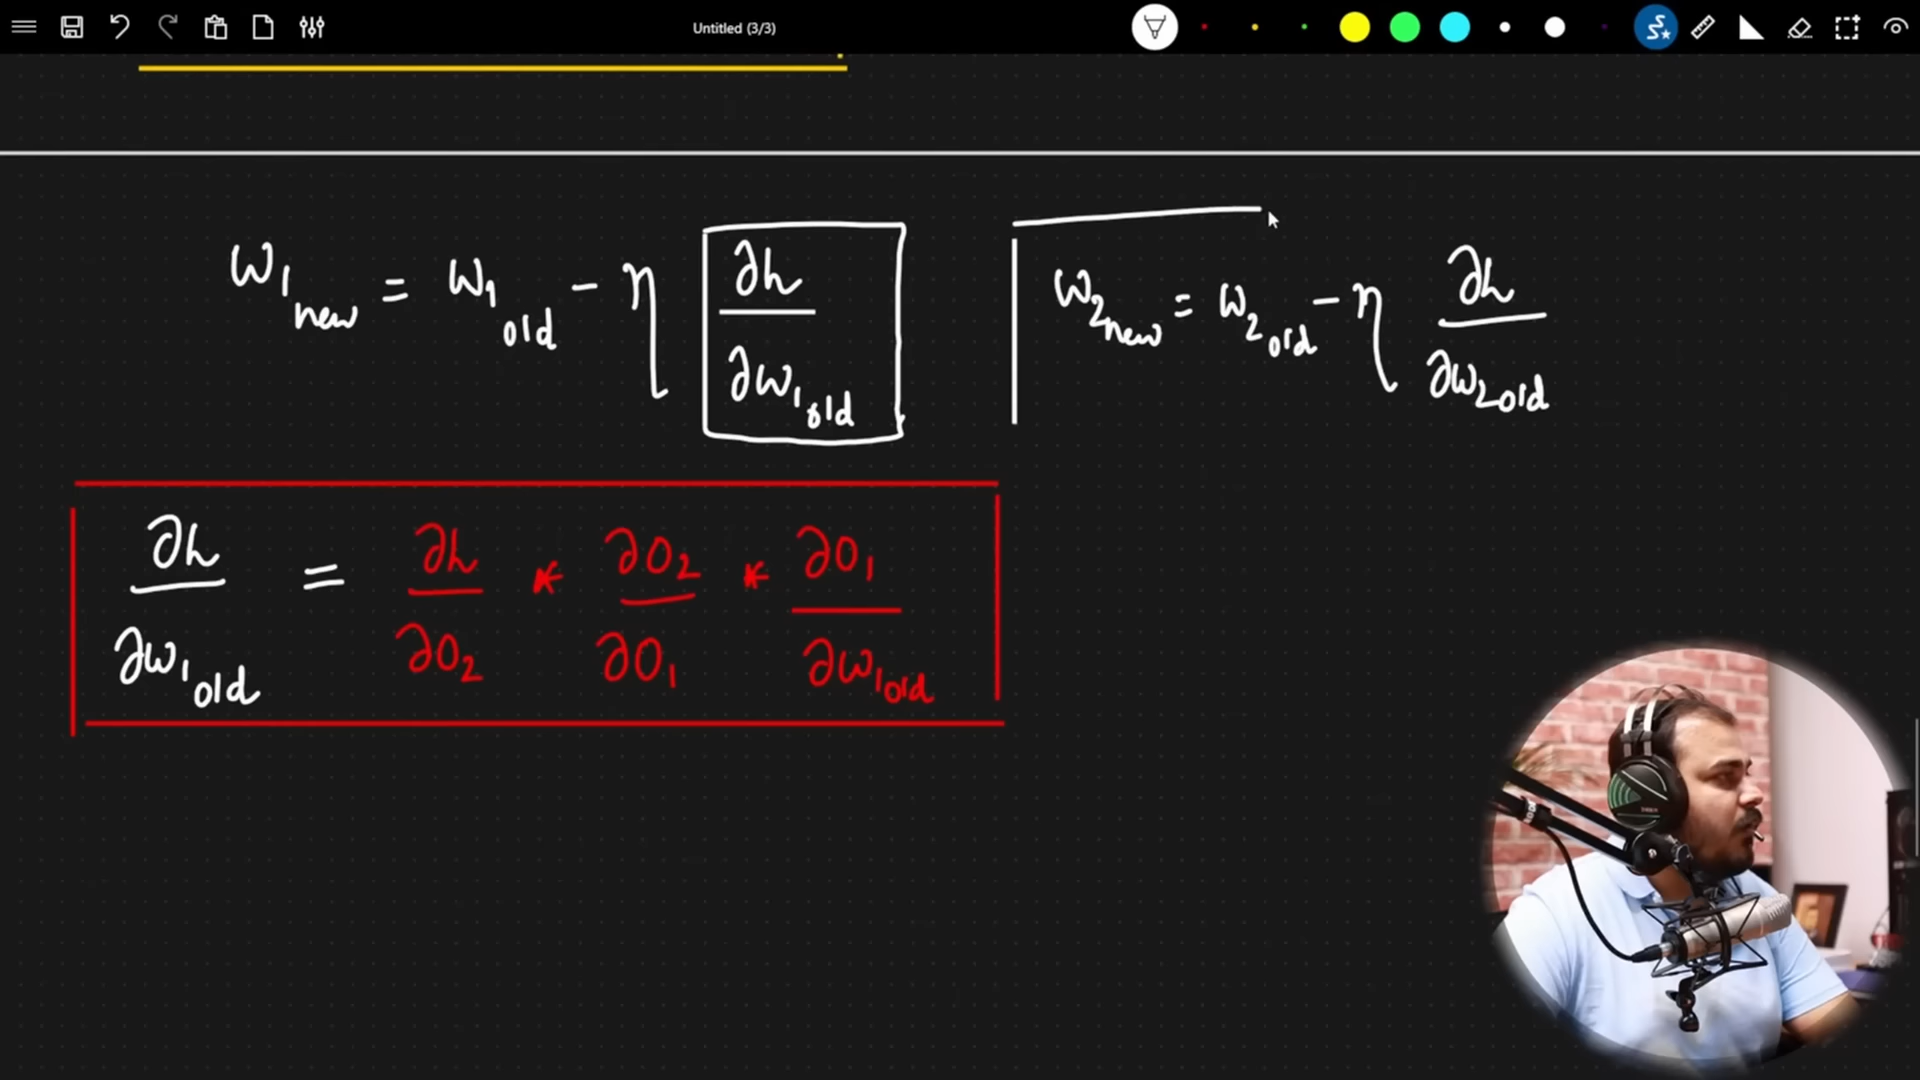 Untitled (3/3)
w₁new = w₁old - η ∂L/∂w₁old
w₂new = w₂old - η ∂L/∂w₂old
∂L/∂w₁old = ∂L/∂O₂ * ∂O₂/∂O₁ * ∂O₁/∂w₁old